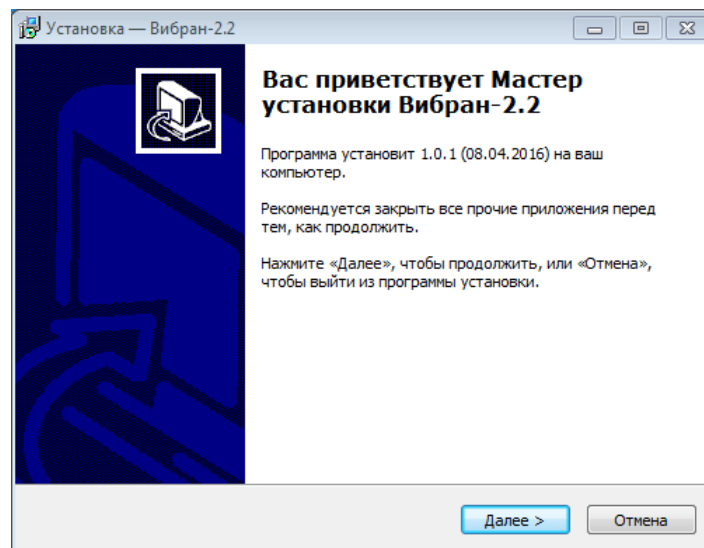 Установка — Вибран-2.2
Вас приветствует Мастер
установки Вибран-2.2
Программа установит 1.0.1 (08.04.2016) на ваш
компьютер.
Рекомендуется закрыть все прочие приложения перед
тем, как продолжить.
Нажмите «Далее», чтобы продолжить, или «Отмена»,
чтобы выйти из программы установки.
Далее >
Отмена